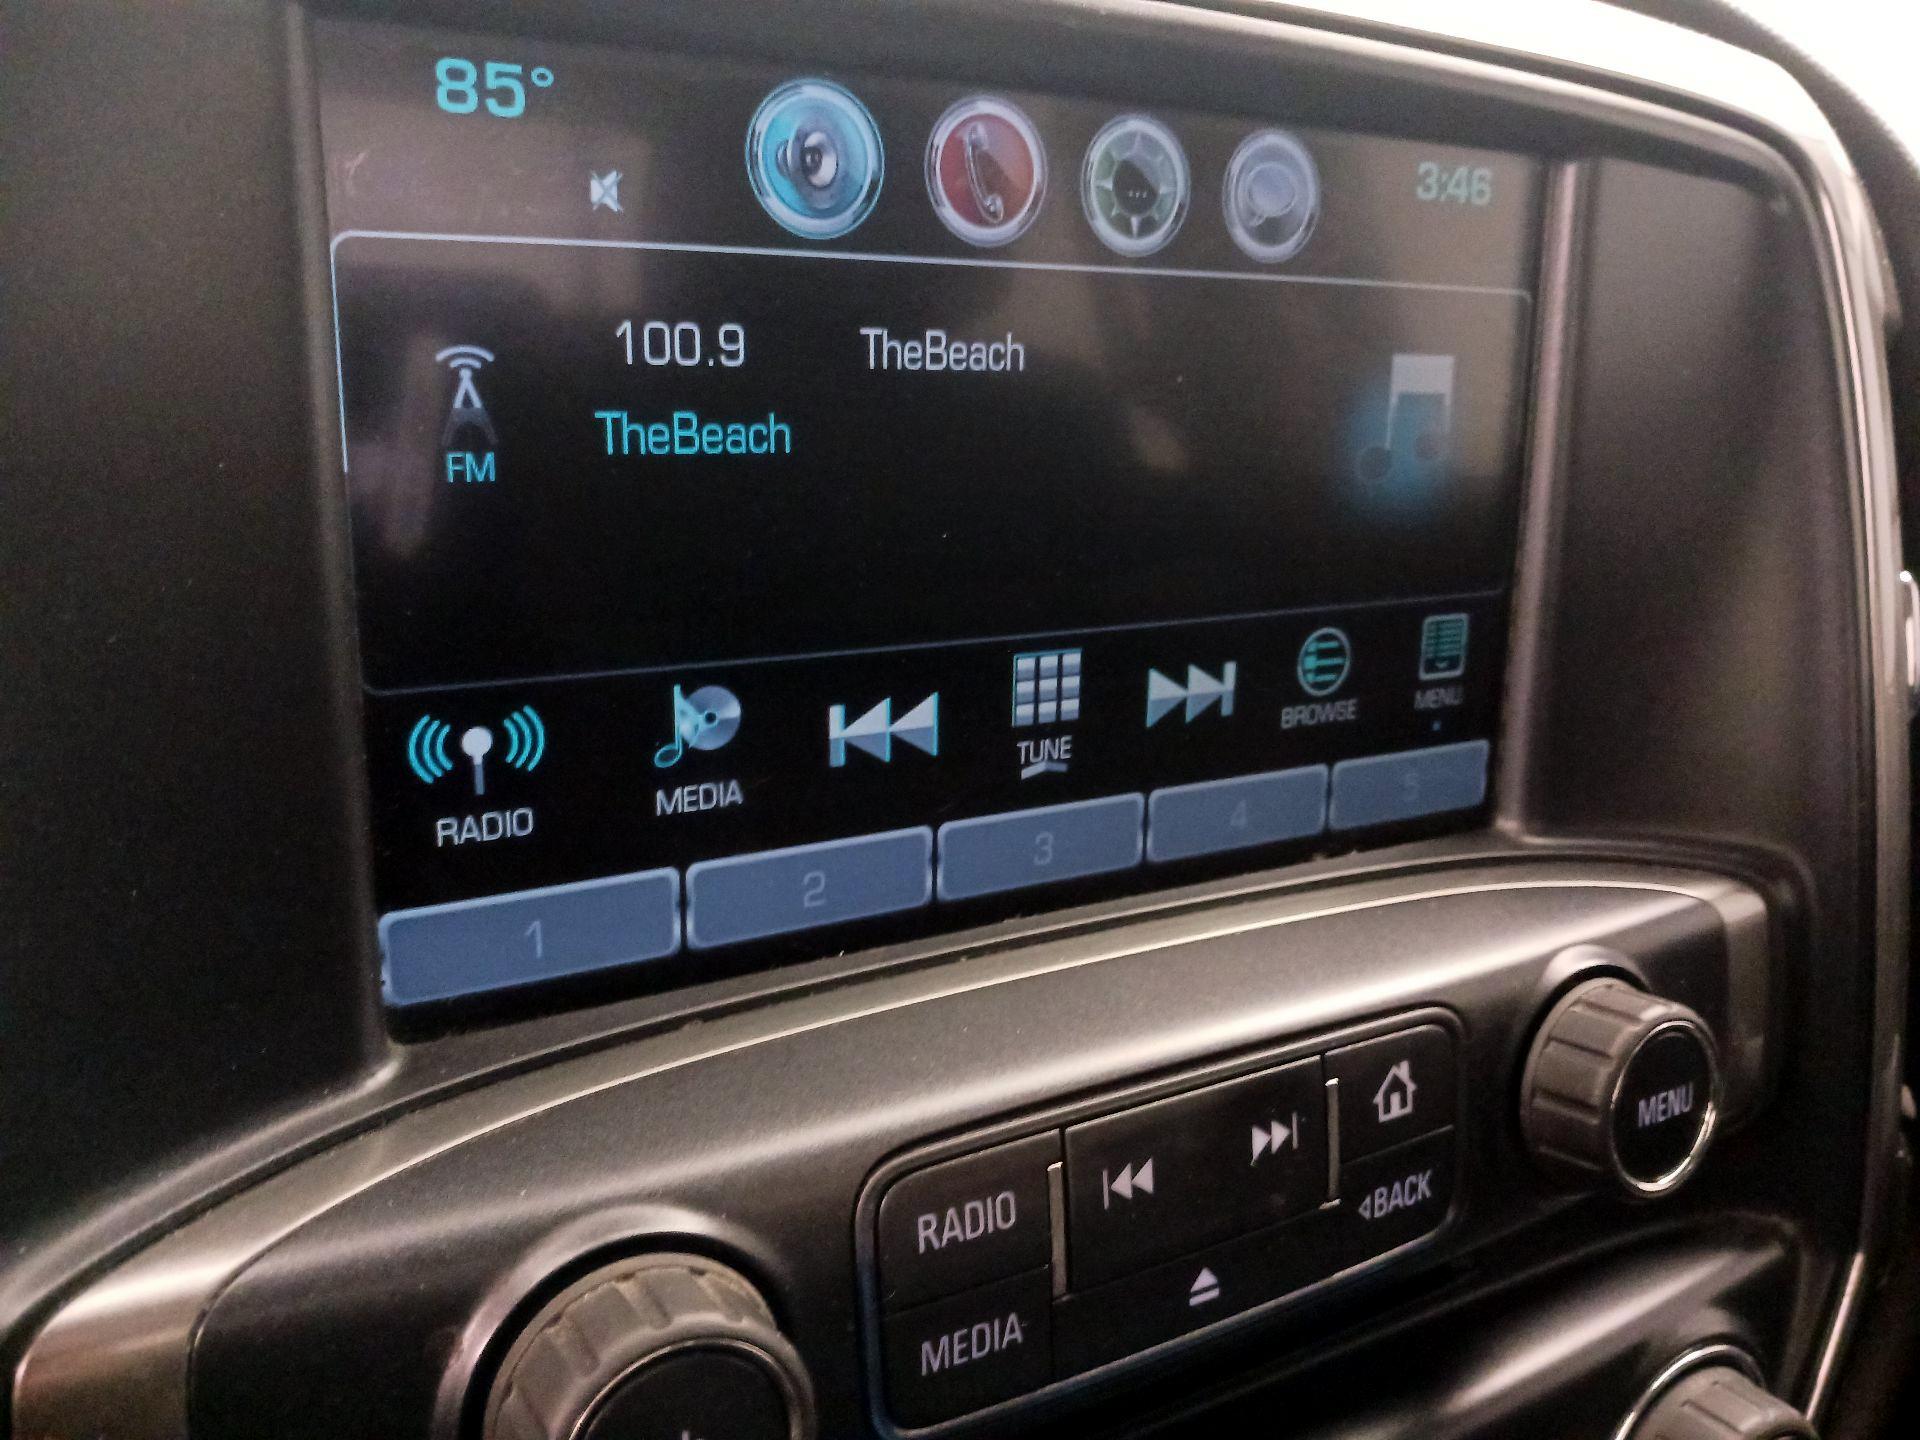 85°
3:46
100.9 TheBeach
TheBeach
FM
RADIO
MEDIA
TUNE
BROWSE
MENU
1
2
3
4
5
MENU
RADIO
BACK
MEDIA